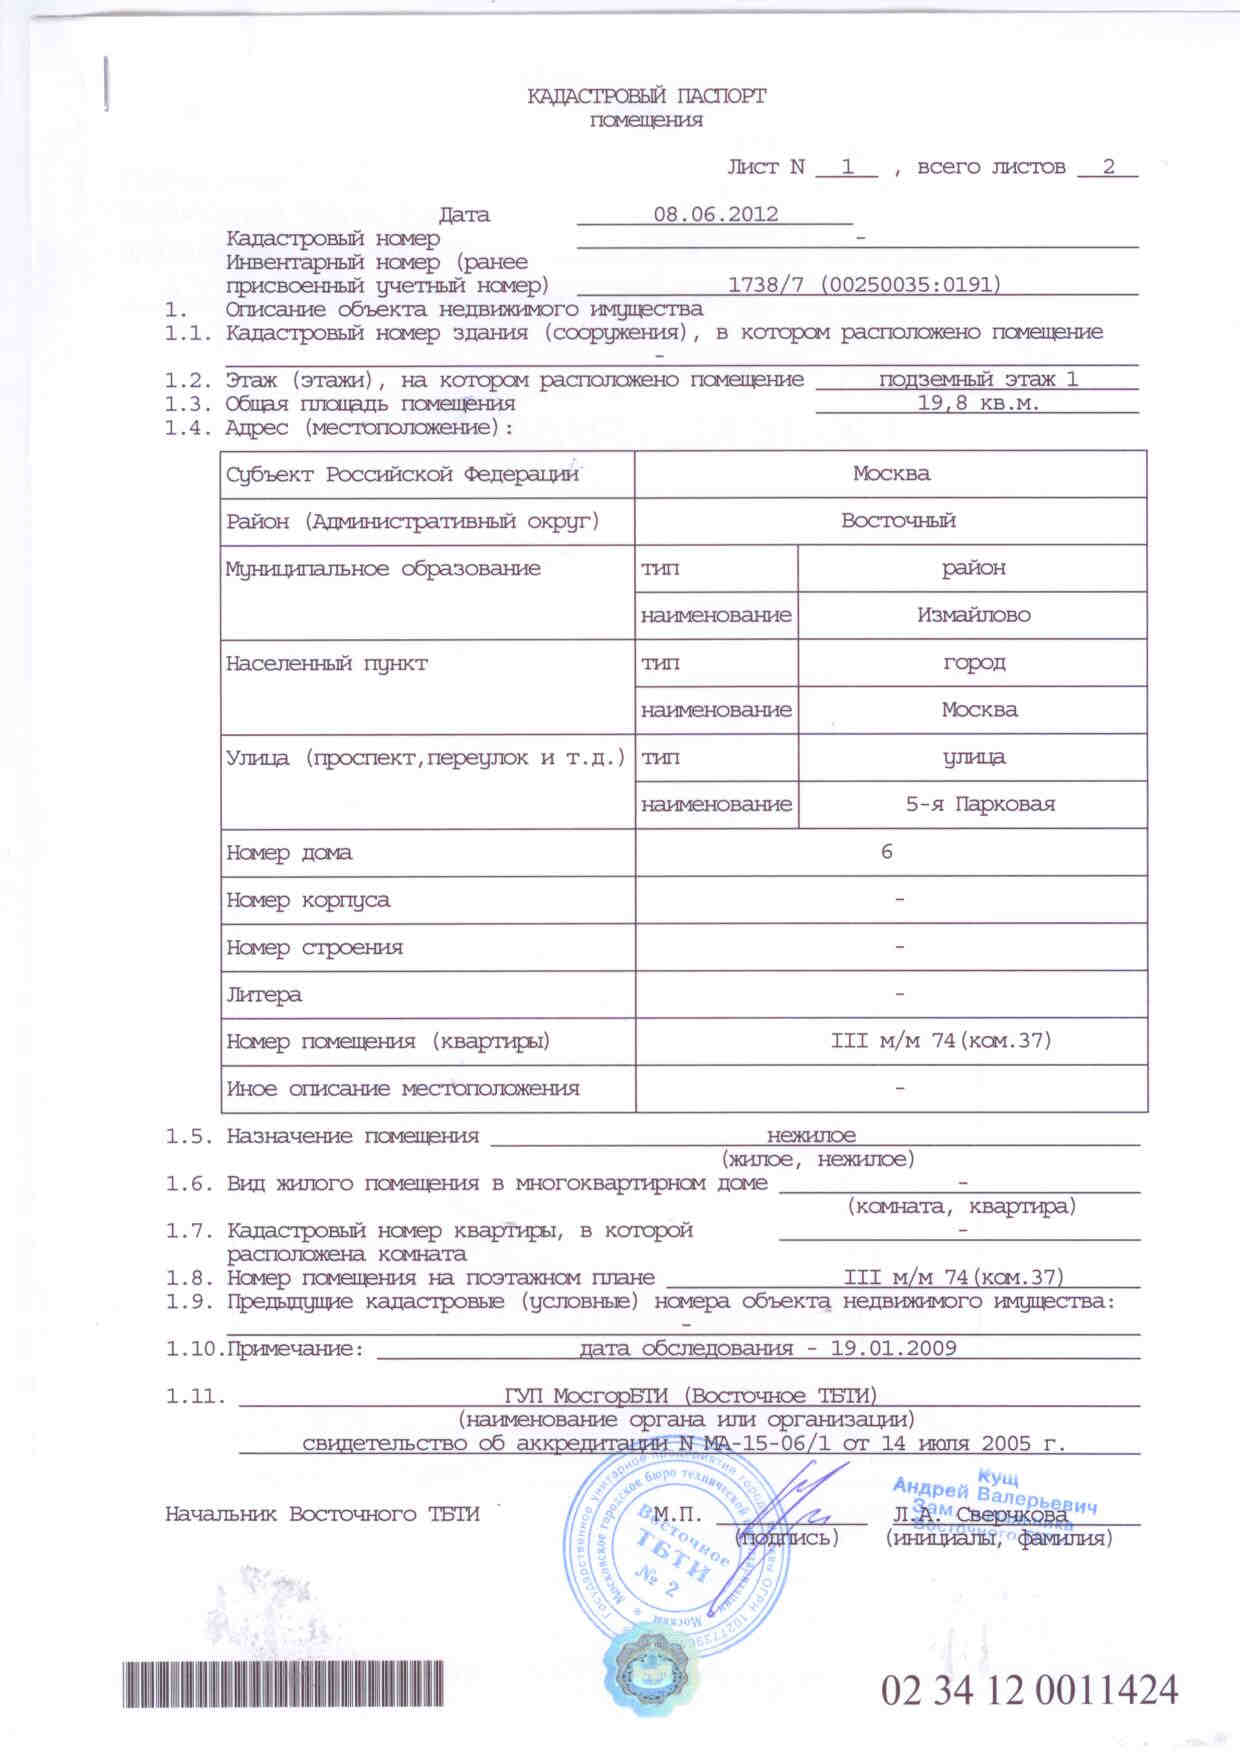 КАДАСТРОВЫЙ ПАСПОРТ
помещения
Лист N 1 , всего листов 2
Дата 08.06.2012
Кадастровый номер -
Инвентарный номер (ранее
присвоенный учетный номер) 1738/7 (00250035:0191)
1. Описание объекта недвижимого имущества
1.1. Кадастровый номер здания (сооружения), в котором расположено помещение
-
1.2. Этаж (этажи), на котором расположено помещение подземный этаж 1
1.3. Общая площадь помещения 19,8 кв.м.
1.4. Адрес (местоположение):
Субъект Российской Федерации Москва
Район (Административный округ) Восточный
Муниципальное образование тип район
наименование Измайлово
Населенный пункт тип город
наименование Москва
Улица (проспект,переулок и т.д.) тип улица
наименование 5-я Парковая
Номер дома 6
Номер корпуса -
Номер строения -
Литера -
Номер помещения (квартиры) III м/м 74(ком.37)
Иное описание местоположения -
1.5. Назначение помещения нежилое
(жилое, нежилое)
1.6. Вид жилого помещения в многоквартирном доме -
(комната, квартира)
1.7. Кадастровый номер квартиры, в которой -
расположена комната
1.8. Номер помещения на поэтажном плане III м/м 74(ком.37)
1.9. Предыдущие кадастровые (условные) номера объекта недвижимого имущества:
-
1.10.Примечание: дата обследования - 19.01.2009
1.11. ГУП МосгорБТИ (Восточное ТБТИ)
(наименование органа или организации)
свидетельство об аккредитации N МА-15-06/1 от 14 июля 2005 г.
Кущ
Андрей Валерьевич
Зам
Начальник Восточного ТБТИ М.П. Л.А. Сверчкова
(подпись) (инициалы, фамилия)
Восточное
ТБТИ
№ 2
02 34 12 0011424